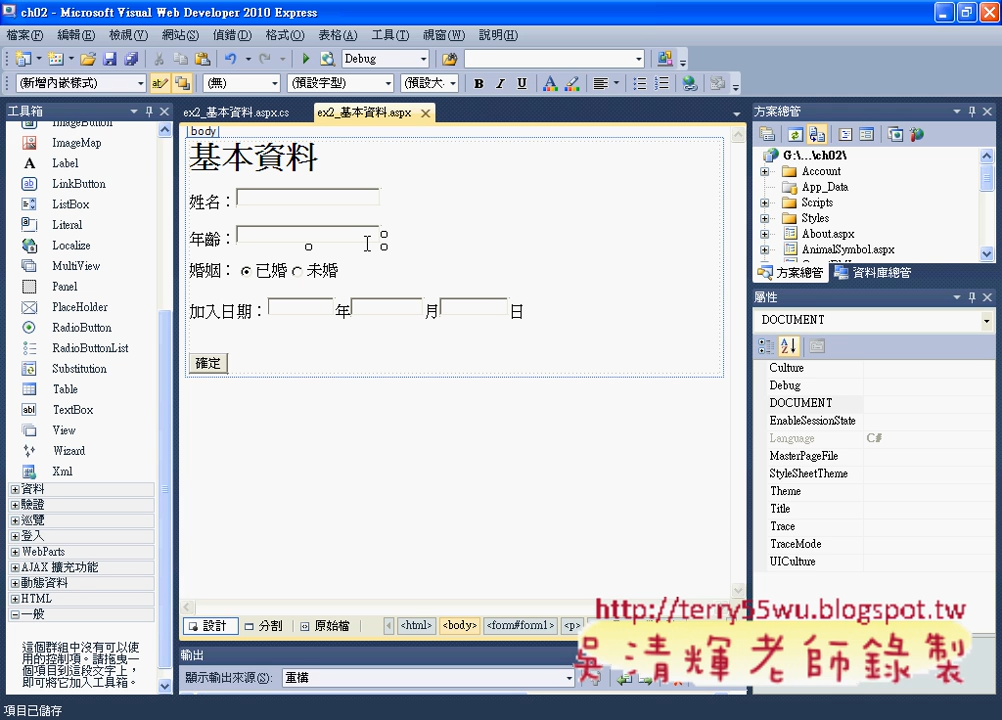 ch02 - Microsoft Visual Web Developer 2010 Express
檔案(F) 編輯(E) 檢視(V) 網站(S) 偵錯(D) 格式(O) 表格(A) 工具(T) 視窗(W) 說明(H)
Debug
(新增內嵌樣式) (無) (預設字型) (預設大 B I U A
工具箱
ImageButton
ImageMap
Label
LinkButton
ListBox
Literal
Localize
MultiView
Panel
PlaceHolder
RadioButton
RadioButtonList
Substitution
Table
TextBox
View
Wizard
Xml
資料
驗證
巡覽
登入
WebParts
AJAX 擴充功能
動態資料
HTML
一般
這個群組中沒有可以使
用的控制項。請拖曳一
個項目到這段文字上，
即可將它加入工具箱。
ex2_基本資料.aspx.cs ex2_基本資料.aspx
body
基本資料
姓名：
年齡：
婚姻： 已婚 未婚
加入日期： 年 月 日
確定
設計 分割 原始檔 <html> <body> <form#form1> <p>
輸出
顯示輸出來源(S): 重構
方案總管
G:\...\ch02\
Account
App_Data
Scripts
Styles
About.aspx
AnimalSymbol.aspx
方案總管 資料庫總管
屬性
DOCUMENT
Culture
Debug
DOCUMENT
EnableSessionState
Language C#
MasterPageFile
StyleSheetTheme
Theme
Title
Trace
TraceMode
UICulture
http://terry55wu.blogspot.tw
吳清輝老師錄製
項目已儲存